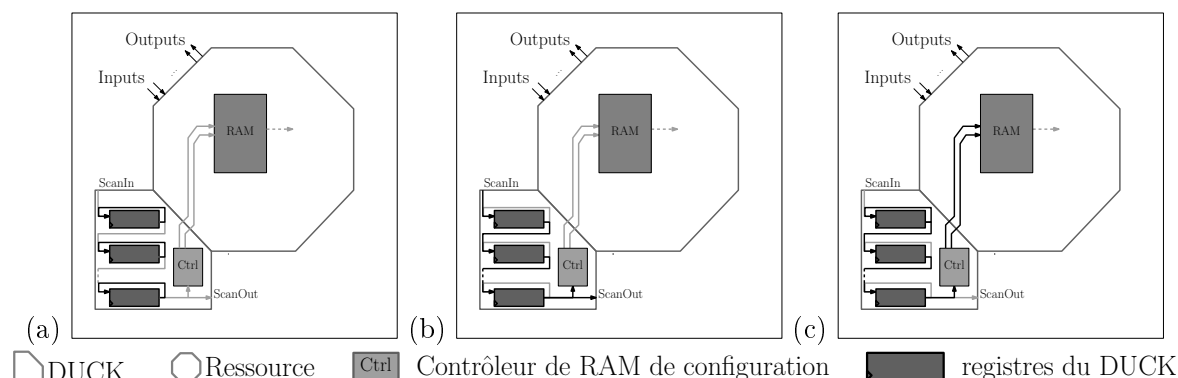 Outputs
Inputs
RAM
ScanIn
Ctrl
ScanOut
(a)
Outputs
Inputs
RAM
ScanIn
Ctrl
ScanOut
(b)
Outputs
Inputs
RAM
ScanIn
Ctrl
ScanOut
(c)
DUCK
Ressource
Ctrl
Contrôleur de RAM de configuration
registres du DUCK